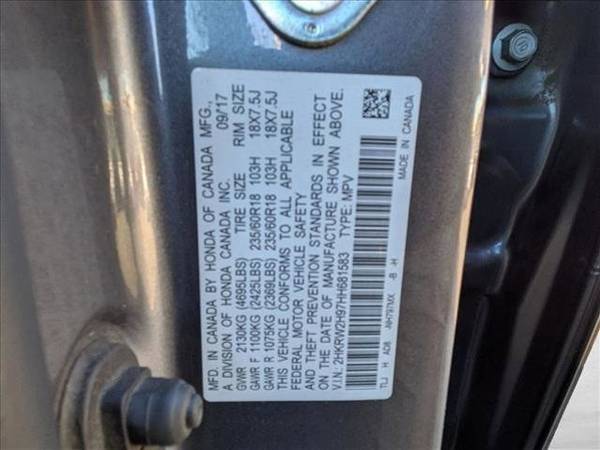 MFD. IN CANADA BY HONDA OF CANADA MFG.,
A DIVISION OF HONDA CANADA INC. 09/17
GVWR 2130KG (4695LBS) TIRE SIZE RIM SIZE
GAWR F 1100KG (2425LBS) 235/60R18 103H 18X7.5J
GAWR R 1075KG (2369LBS) 235/60R18 103H 18X7.5J
THIS VEHICLE CONFORMS TO ALL APPLICABLE
FEDERAL MOTOR VEHICLE SAFETY
AND THEFT PREVENTION STANDARDS IN EFFECT
ON THE DATE OF MANUFACTURE SHOWN ABOVE.
V.I.N: 2HKRW2H97HH681583 TYPE: MPV
TLJ H AD8 -NH797MX -B -H
MADE IN CANADA